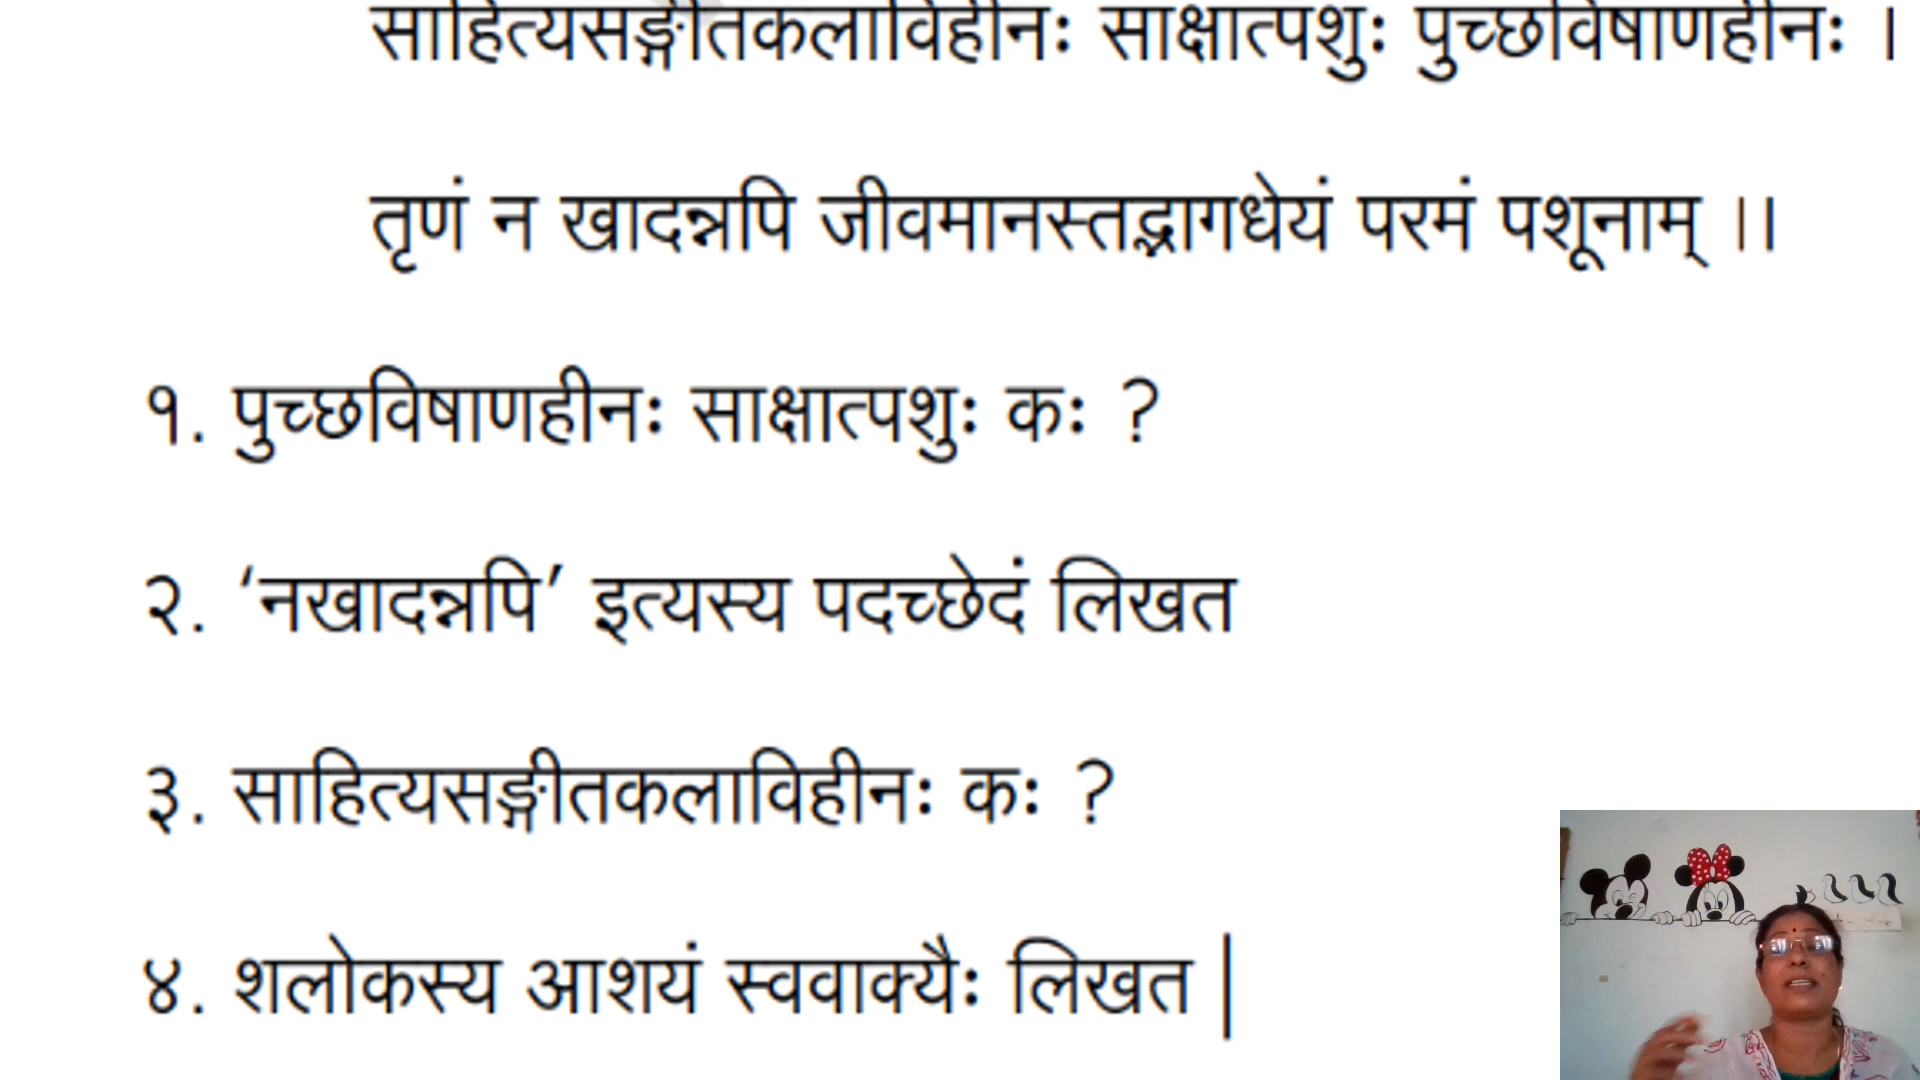 साहित्यसङ्गीतकलाविहीनः साक्षात्पशुः पुच्छविषाणहीनः ।
तृणं न खादन्नपि जीवमानस्तद्भागधेयं परमं पशूनाम् ।।
१. पुच्छविषाणहीनः साक्षात्पशुः कः ?
२. ‘नखादन्नपि’ इत्यस्य पदच्छेदं लिखत
३. साहित्यसङ्गीतकलाविहीनः कः ?
४. शलोकस्य आशयं स्ववाक्यैः लिखत